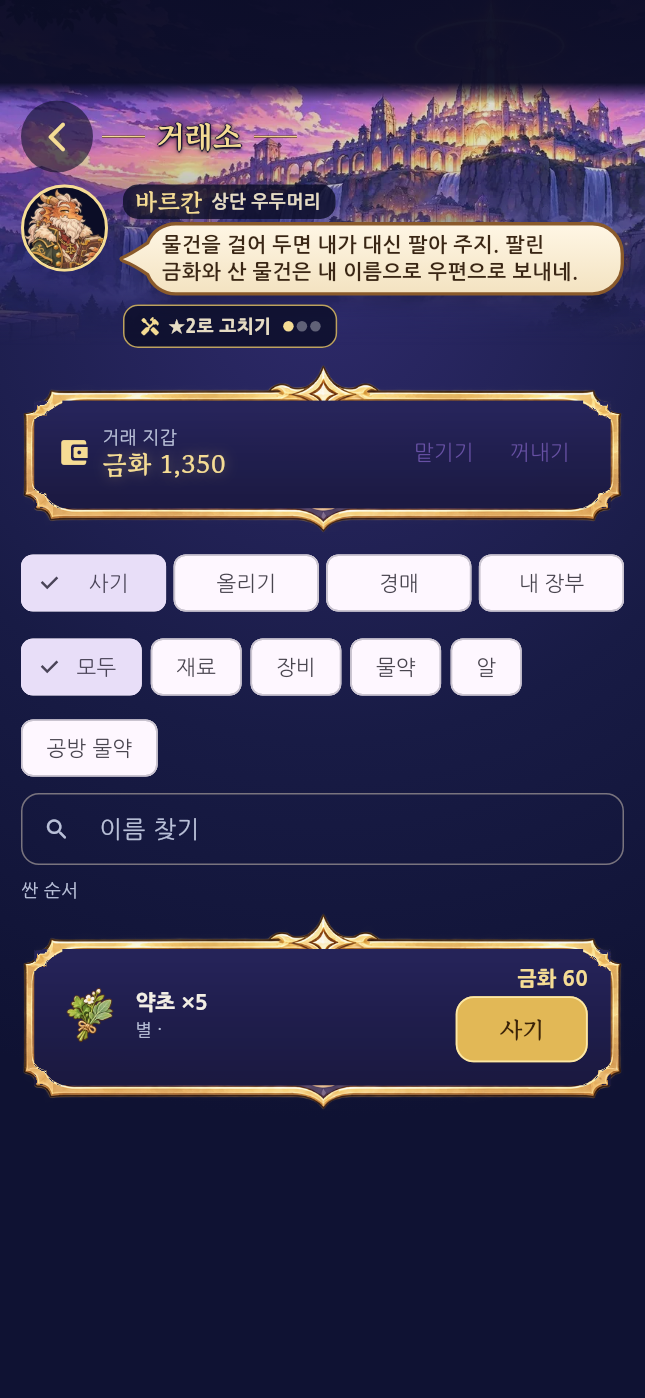 거래소
바르칸 상단 우두머리
물건을 걸어 두면 내가 대신 팔아 주지. 팔린
금화와 산 물건은 내 이름으로 우편으로 보내네.
★2로 고치기
거래 지갑
금화 1,350
맡기기 꺼내기
사기 올리기 경매 내 장부
모두 재료 장비 물약 알
공방 물약
이름 찾기
싼 순서
금화 60
약초 ×5
별 ·
사기